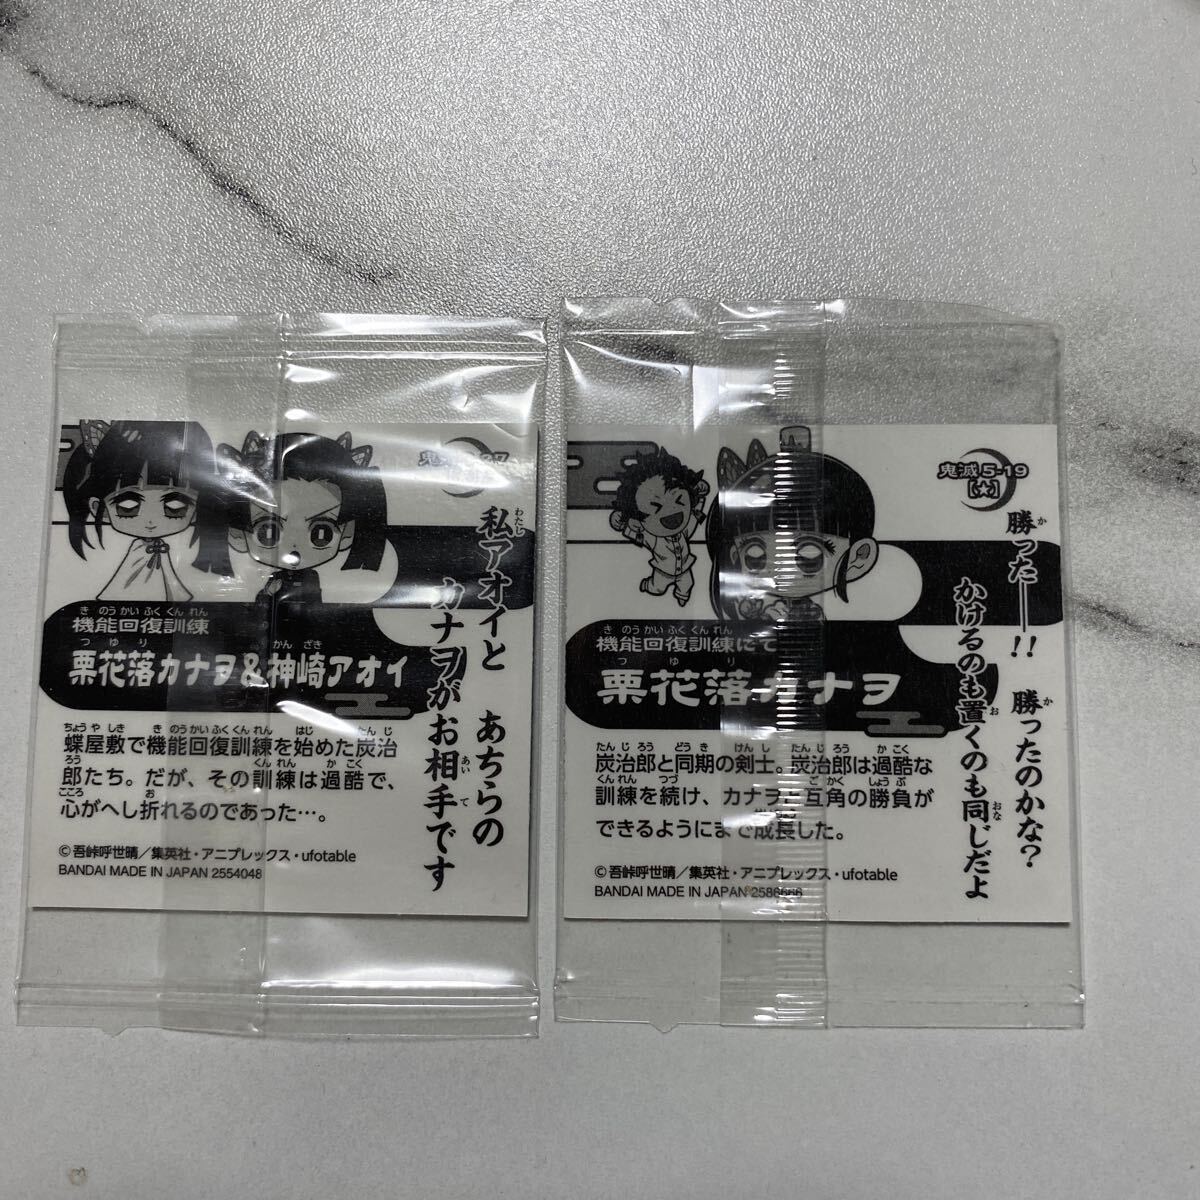 鬼滅
私アオイと あちらの
カナヲがお相手です
機能回復訓練
栗花落カナヲ&神崎アオイ
蝶屋敷で機能回復訓練を始めた炭治
郎たち。だが、その訓練は過酷で、
心がへし折れるのであった…。
©吾峠呼世晴／集英社・アニプレックス・ufotable
BANDAI MADE IN JAPAN 2554048
鬼滅5-19
【大】
勝った――!! 勝ったのかな?
かけるのも置くのも同じだよ
機能回復訓練にて
栗花落カナヲ
炭治郎と同期の剣士。炭治郎は過酷な
訓練を続け、カナヲと互角の勝負が
できるようにまで成長した。
©吾峠呼世晴／集英社・アニプレックス・ufotable
BANDAI MADE IN JAPAN 2586666